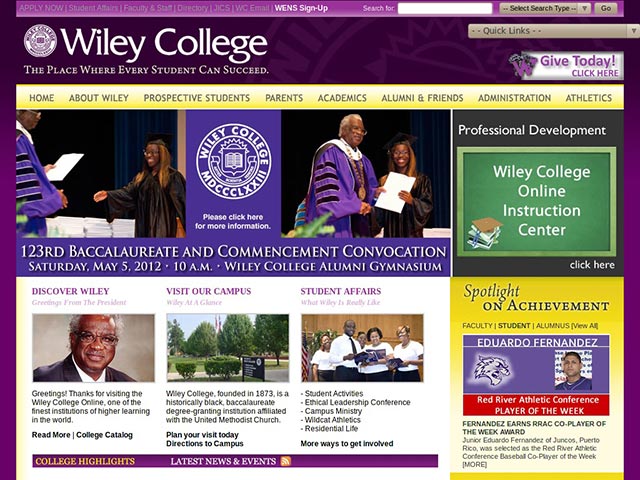 APPLY NOW | Student Affairs | Faculty & Staff | Directory | JICS | WC Email | WENS Sign-Up
Search for:
-- Select Search Type --
Go
Wiley College
The Place Where Every Student Can Succeed.
- - Quick Links - -
Give Today!
CLICK HERE
HOME ABOUT WILEY PROSPECTIVE STUDENTS PARENTS ACADEMICS ALUMNI & FRIENDS ADMINISTRATION ATHLETICS
WILEY COLLEGE
MDCCCLXXIII
Please click here
for more information.
123rd Baccalaureate and Commencement Convocation
Saturday, May 5, 2012 · 10 a.m. · Wiley College Alumni Gymnasium
Professional Development
Wiley College
Online
Instruction
Center
click here
DISCOVER WILEY
Greetings From The President
Greetings! Thanks for visiting the
Wiley College Online, one of the
finest institutions of higher learning
in the world.
Read More | College Catalog
VISIT OUR CAMPUS
Wiley At A Glance
Wiley College, founded in 1873, is a
historically black, baccalaureate
degree-granting institution affiliated
with the United Methodist Church.
Plan your visit today
Directions to Campus
STUDENT AFFAIRS
What Wiley Is Really Like
- Student Activities
- Ethical Leadership Conference
- Campus Ministry
- Wildcat Athletics
- Residential Life
More ways to get involved
Spotlight
on Achievement
FACULTY | STUDENT | ALUMNUS |View All|
EDUARDO FERNANDEZ
Red River Athletic Conference
PLAYER OF THE WEEK
FERNANDEZ EARNS RRAC CO-PLAYER OF
THE WEEK AWARD
Junior Eduardo Fernandez of Juncos, Puerto
Rico, was selected as the Red River Athletic
Conference Baseball Co-Player of the Week
[MORE]
COLLEGE HIGHLIGHTS
LATEST NEWS & EVENTS